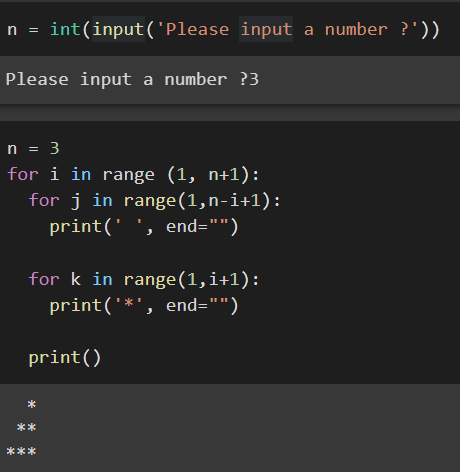 n = int(input('Please input a number ?'))
Please input a number ?3
n = 3
for i in range (1, n+1):
  for j in range(1,n-i+1):
    print(' ', end="")
  for k in range(1,i+1):
    print('*', end="")
  print()
  *
 **
***